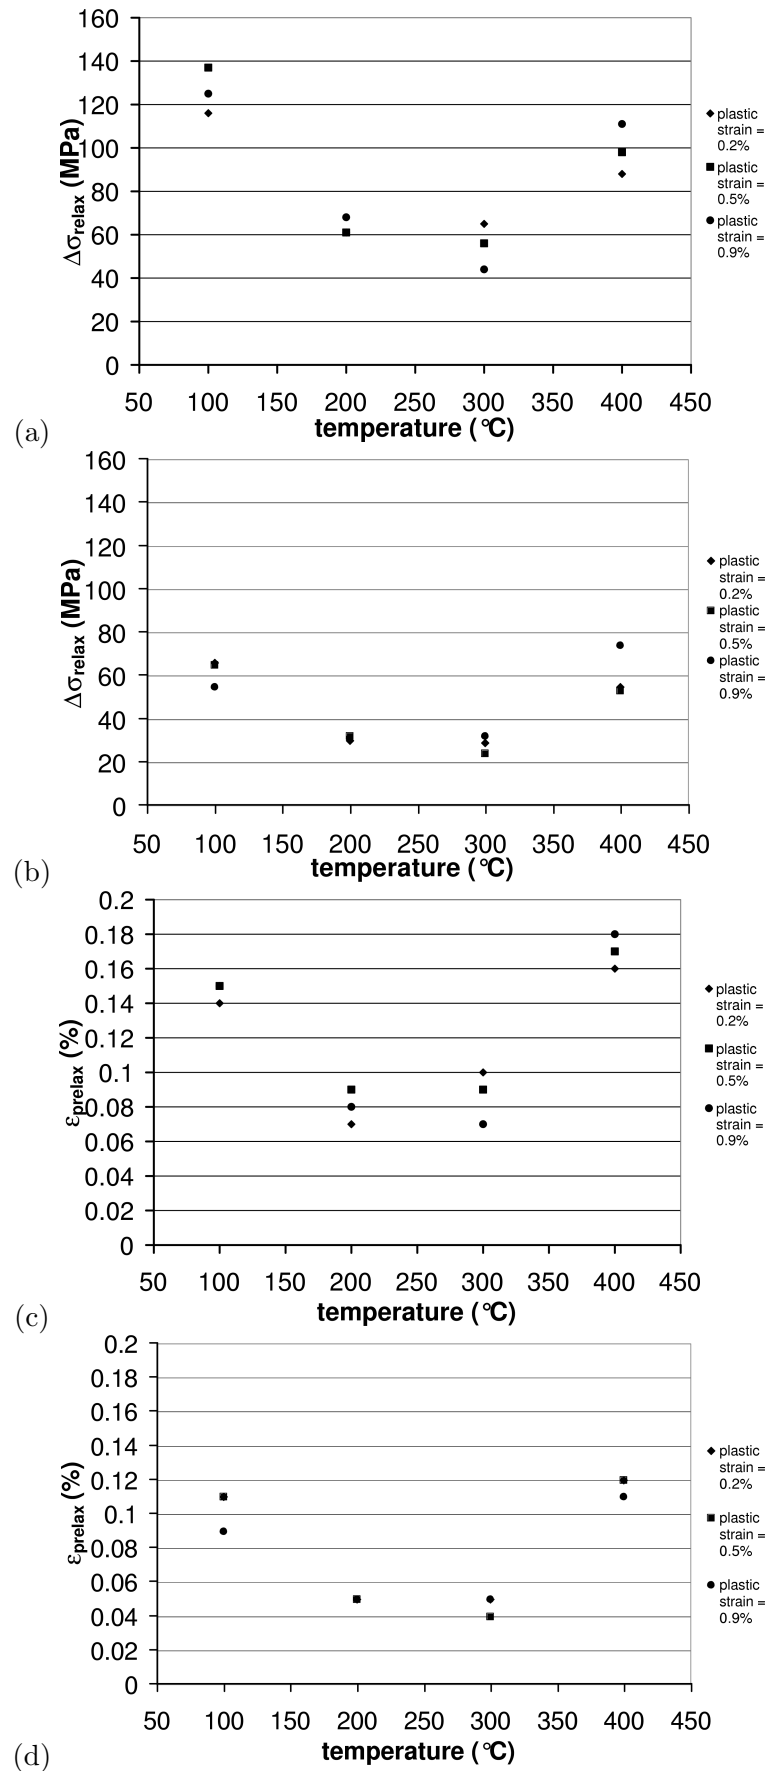 160
140
120
100
80
60
40
20
0
Δσrelax (MPa)
50 100 150 200 250 300 350 400 450
temperature (°C)
plastic
strain =
0.2%
plastic
strain =
0.5%
plastic
strain =
0.9%
(a)
160
140
120
100
80
60
40
20
0
Δσrelax (MPa)
50 100 150 200 250 300 350 400 450
temperature (°C)
plastic
strain =
0.2%
plastic
strain =
0.5%
plastic
strain =
0.9%
(b)
0.2
0.18
0.16
0.14
0.12
0.1
0.08
0.06
0.04
0.02
0
εprelax (%)
50 100 150 200 250 300 350 400 450
temperature (°C)
plastic
strain =
0.2%
plastic
strain =
0.5%
plastic
strain =
0.9%
(c)
0.2
0.18
0.16
0.14
0.12
0.1
0.08
0.06
0.04
0.02
0
εprelax (%)
50 100 150 200 250 300 350 400 450
temperature (°C)
plastic
strain =
0.2%
plastic
strain =
0.5%
plastic
strain =
0.9%
(d)